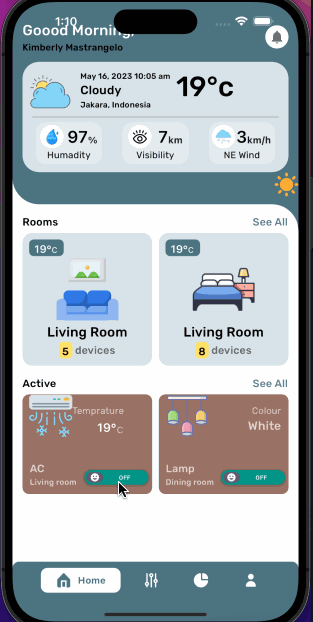 1:10
Goood Morning,
Kimberly Mastrangelo
May 16, 2023 10:05 am
Cloudy
Jakara, Indonesia
19°c
97%
Humadity
7km
Visibility
3km/h
NE Wind
Rooms
See All
19°c
Living Room
5 devices
19°c
Living Room
8 devices
Active
See All
Temprature
19°c
AC
Living room
OFF
Colour
White
Lamp
Dining room
OFF
Home